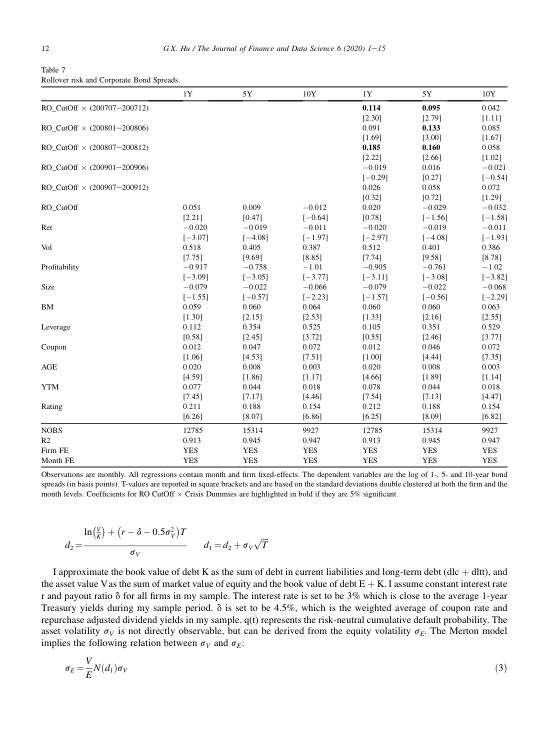 12
G.X. Hu / The Journal of Finance and Data Science 6 (2020) 1–15
Table 7
Rollover risk and Corporate Bond Spreads.
1Y 5Y 10Y 1Y 5Y 10Y
RO_CutOff × (200707−200712) 0.114 0.095 0.042
[2.30] [2.79] [1.11]
RO_CutOff × (200801−200806) 0.091 0.133 0.085
[1.69] [3.00] [1.67]
RO_CutOff × (200807−200812) 0.185 0.160 0.058
[2.22] [2.66] [1.02]
RO_CutOff × (200901−200906) −0.019 0.016 −0.021
[−0.29] [0.27] [−0.54]
RO_CutOff × (200907−200912) 0.026 0.058 0.072
[0.32] [0.72] [1.29]
RO_CutOff 0.051 0.009 −0.012 0.020 −0.029 −0.032
[2.21] [0.47] [−0.64] [0.78] [−1.56] [−1.58]
Ret −0.020 −0.019 −0.011 −0.020 −0.019 −0.011
[−3.07] [−4.08] [−1.97] [−2.97] [−4.08] [−1.93]
Vol 0.518 0.405 0.387 0.512 0.401 0.386
[7.75] [9.69] [8.85] [7.74] [9.58] [8.78]
Profitability −0.917 −0.758 −1.01 −0.905 −0.761 −1.02
[−3.09] [−3.05] [−3.77] [−3.11] [−3.08] [−3.82]
Size −0.079 −0.022 −0.066 −0.079 −0.022 −0.068
[−1.55] [−0.57] [−2.23] [−1.57] [−0.56] [−2.29]
BM 0.059 0.060 0.064 0.060 0.060 0.063
[1.30] [2.15] [2.53] [1.33] [2.16] [2.55]
Leverage 0.112 0.354 0.525 0.105 0.351 0.529
[0.58] [2.45] [3.72] [0.55] [2.46] [3.77]
Coupon 0.012 0.047 0.072 0.012 0.046 0.072
[1.06] [4.53] [7.51] [1.00] [4.44] [7.35]
AGE 0.020 0.008 0.003 0.020 0.008 0.003
[4.59] [1.86] [1.17] [4.66] [1.89] [1.14]
YTM 0.077 0.044 0.018 0.078 0.044 0.018
[7.45] [7.17] [4.46] [7.54] [7.13] [4.47]
Rating 0.211 0.188 0.154 0.212 0.188 0.154
[6.26] [8.07] [6.86] [6.25] [8.09] [6.82]
NOBS 12785 15314 9927 12785 15314 9927
R2 0.913 0.945 0.947 0.913 0.945 0.947
Firm FE YES YES YES YES YES YES
Month FE YES YES YES YES YES YES
Observations are monthly. All regressions contain month and firm fixed-effects. The dependent variables are the log of 1-, 5- and 10-year bond
spreads (in basis points). T-values are reported in square brackets and are based on the standard deviations double clustered at both the firm and the
month levels. Coefficients for RO CutOff × Crisis Dummies are highlighted in bold if they are 5% significant.
d₂ = (ln(V/K) + (r − δ − 0.5σ²_V)T) / σ_V d₁ = d₂ + σ_V√T
I approximate the book value of debt K as the sum of debt in current liabilities and long-term debt (dlc + dltt), and
the asset value V as the sum of market value of equity and the book value of debt E + K. I assume constant interest rate
r and payout ratio δ for all firms in my sample. The interest rate is set to be 3% which is close to the average 1-year
Treasury yields during my sample period. δ is set to be 4.5%, which is the weighted average of coupon rate and
repurchase adjusted dividend yields in my sample. q(t) represents the risk-neutral cumulative default probability. The
asset volatility σ_V is not directly observable, but can be derived from the equity volatility σ_E. The Merton model
implies the following relation between σ_V and σ_E:
σ_E = V/E N(d₁)σ_V (3)